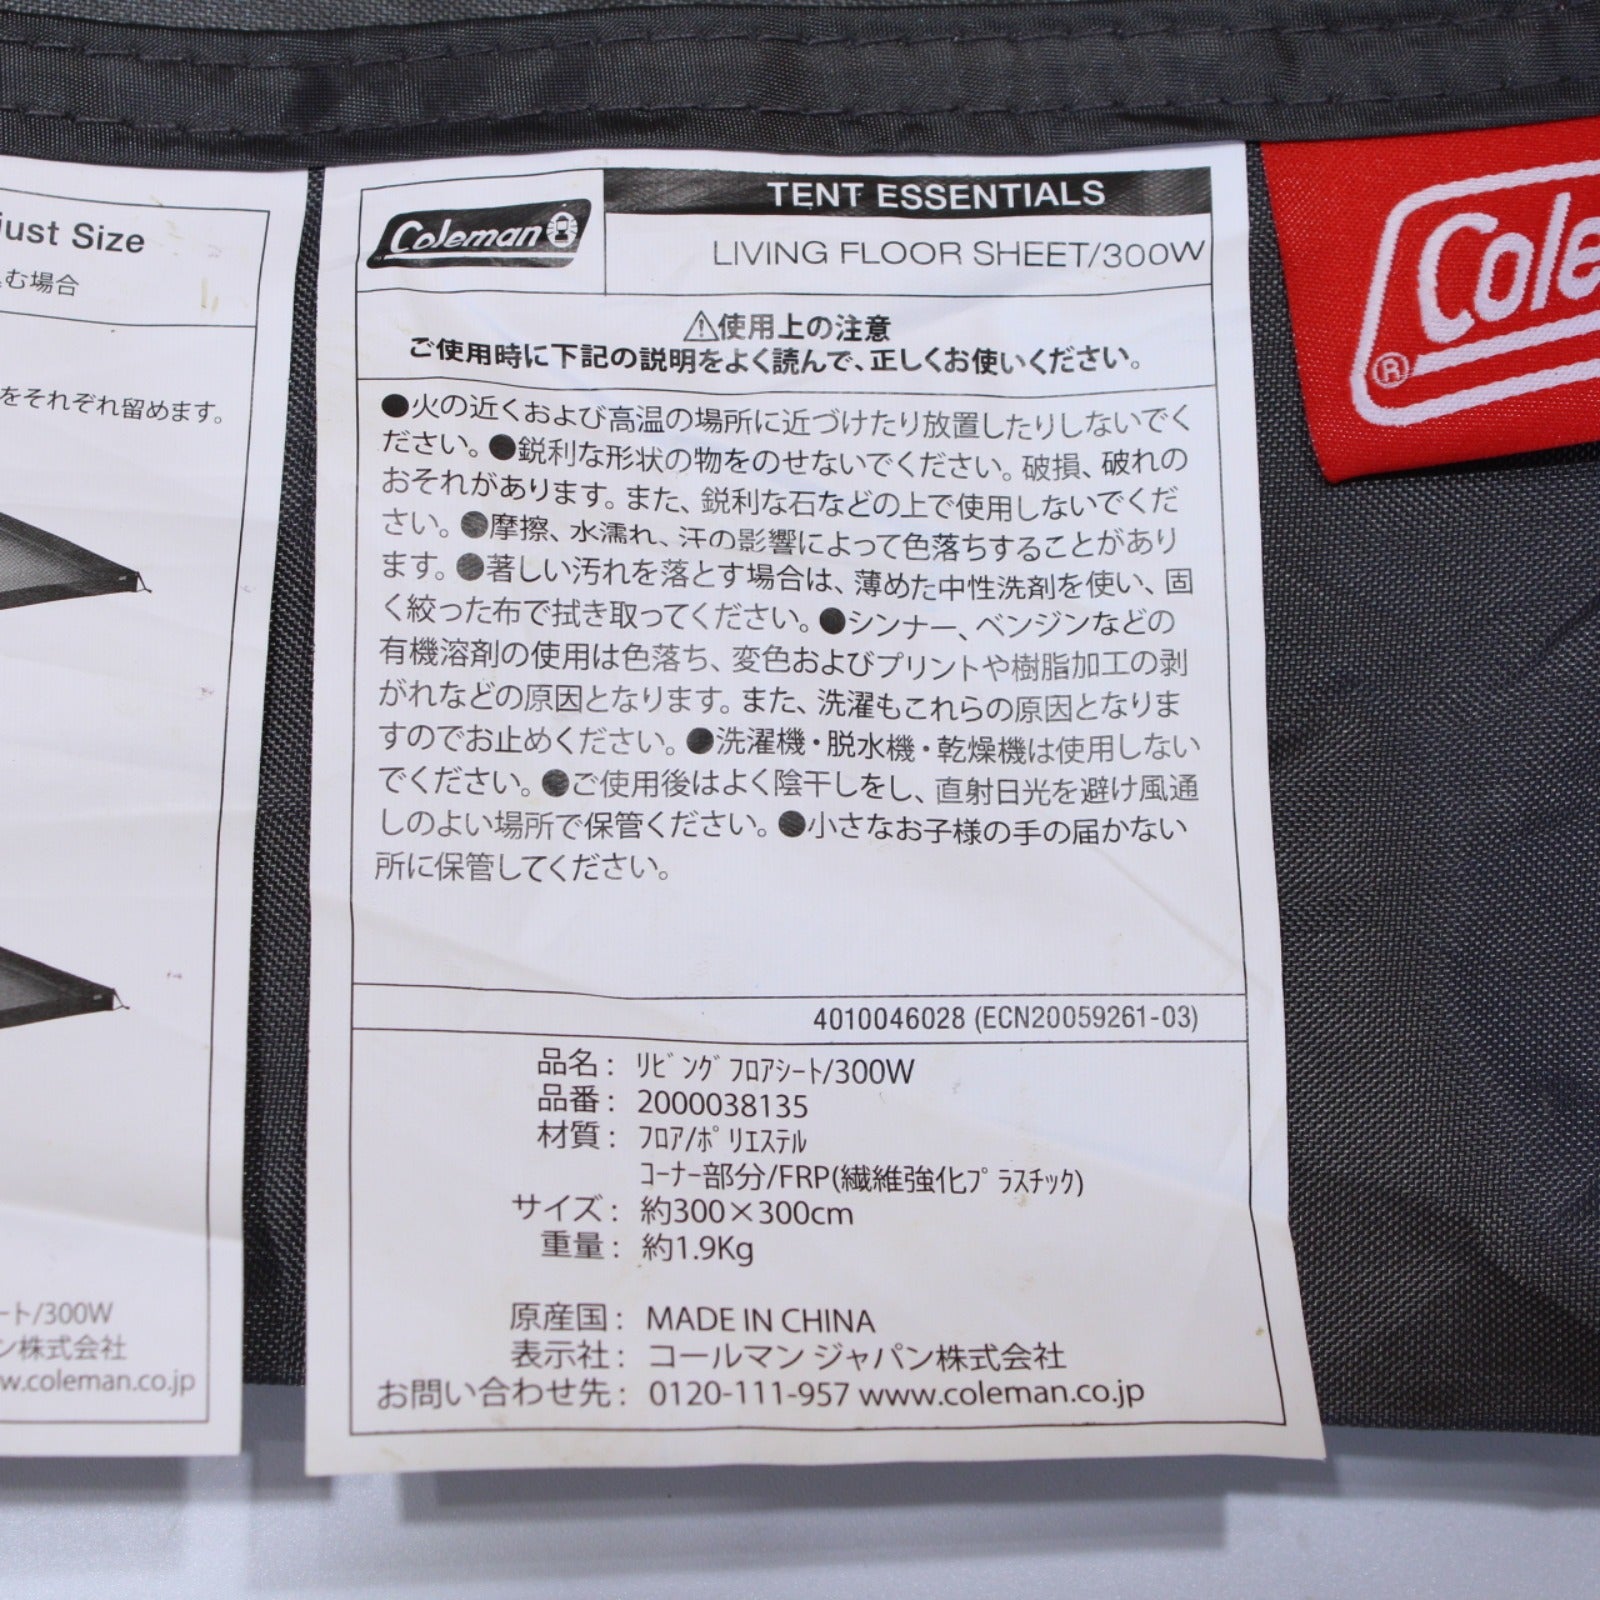 just Size
む場合
をそれぞれ留めます。
ート/300W
ン株式会社
w.coleman.co.jp
Coleman
TENT ESSENTIALS
LIVING FLOOR SHEET/300W
⚠使用上の注意
ご使用時に下記の説明をよく読んで、正しくお使いください。
●火の近くおよび高温の場所に近づけたり放置したりしないでく
ださい。●鋭利な形状の物をのせないでください。破損、破れの
おそれがあります。また、鋭利な石などの上で使用しないでくだ
さい。●摩擦、水濡れ、汗の影響によって色落ちすることがあり
ます。●著しい汚れを落とす場合は、薄めた中性洗剤を使い、固
く絞った布で拭き取ってください。●シンナー、ベンジンなどの
有機溶剤の使用は色落ち、変色およびプリントや樹脂加工の剥
がれなどの原因となります。また、洗濯もこれらの原因となりま
すのでお止めください。●洗濯機・脱水機・乾燥機は使用しない
でください。●ご使用後はよく陰干しをし、直射日光を避け風通
しのよい場所で保管ください。●小さなお子様の手の届かない
所に保管してください。
4010046028 (ECN20059261-03)
品名: ﾘﾋﾞﾝｸﾞﾌﾛｱｼｰﾄ/300W
品番: 2000038135
材質: ﾌﾛｱ/ﾎﾟﾘｴｽﾃﾙ
ｺｰﾅｰ部分/FRP(繊維強化ﾌﾟﾗｽﾁｯｸ)
サイズ: 約300×300cm
重量: 約1.9Kg
原産国: MADE IN CHINA
表示社: コールマン ジャパン株式会社
お問い合わせ先: 0120-111-957 www.coleman.co.jp
Cole
®